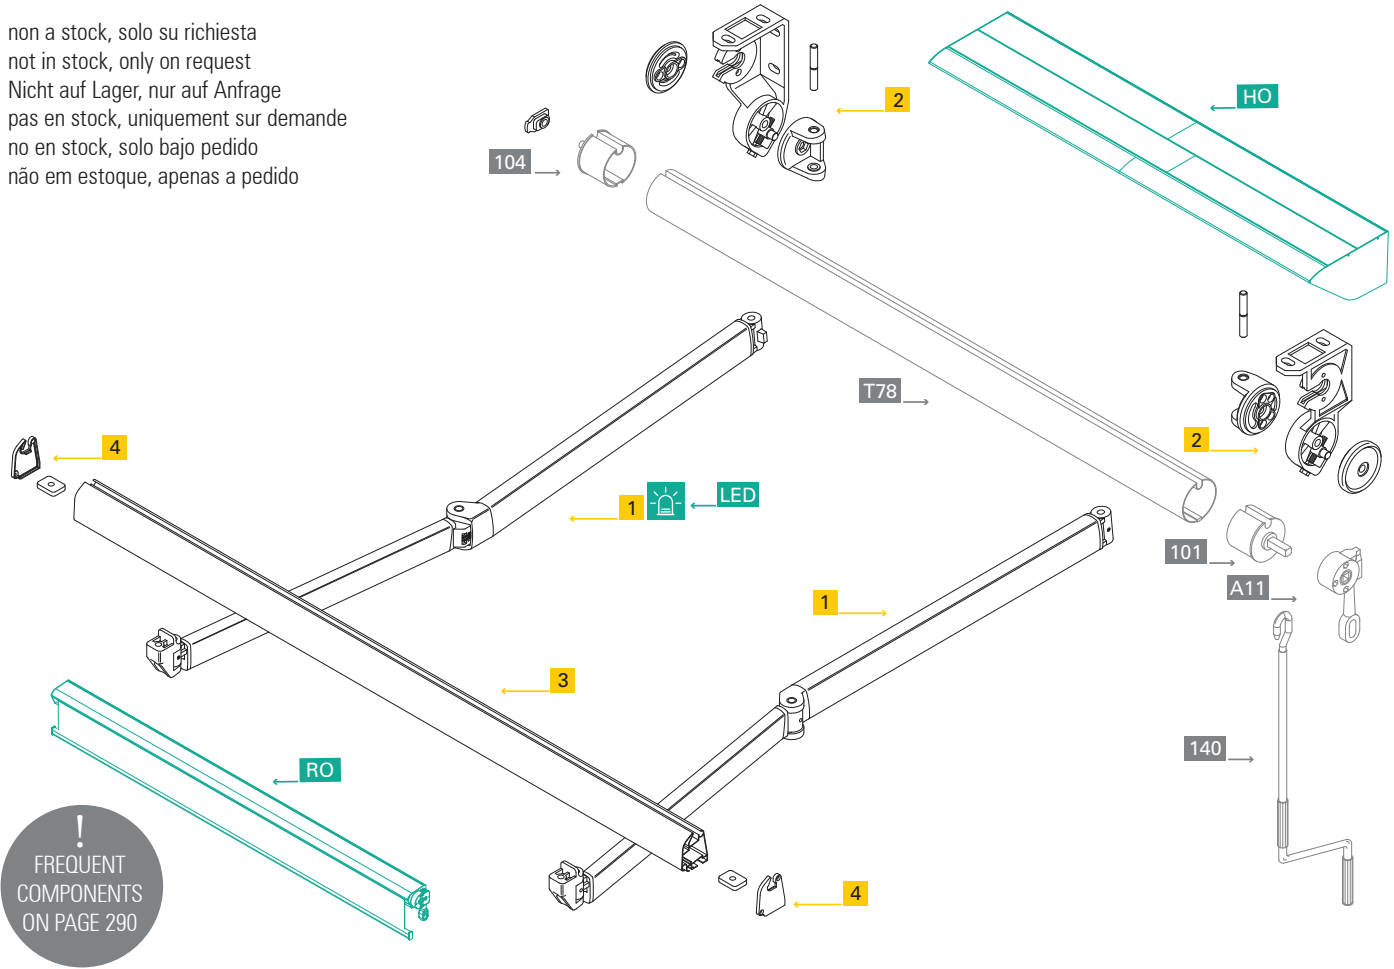 non a stock, solo su richiesta
not in stock, only on request
Nicht auf Lager, nur auf Anfrage
pas en stock, uniquement sur demande
no en stock, solo bajo pedido
não em estoque, apenas a pedido
2
HO
104
T78
2
4
1
LED
101
A11
1
3
140
RO
4
!
FREQUENT
COMPONENTS
ON PAGE 290